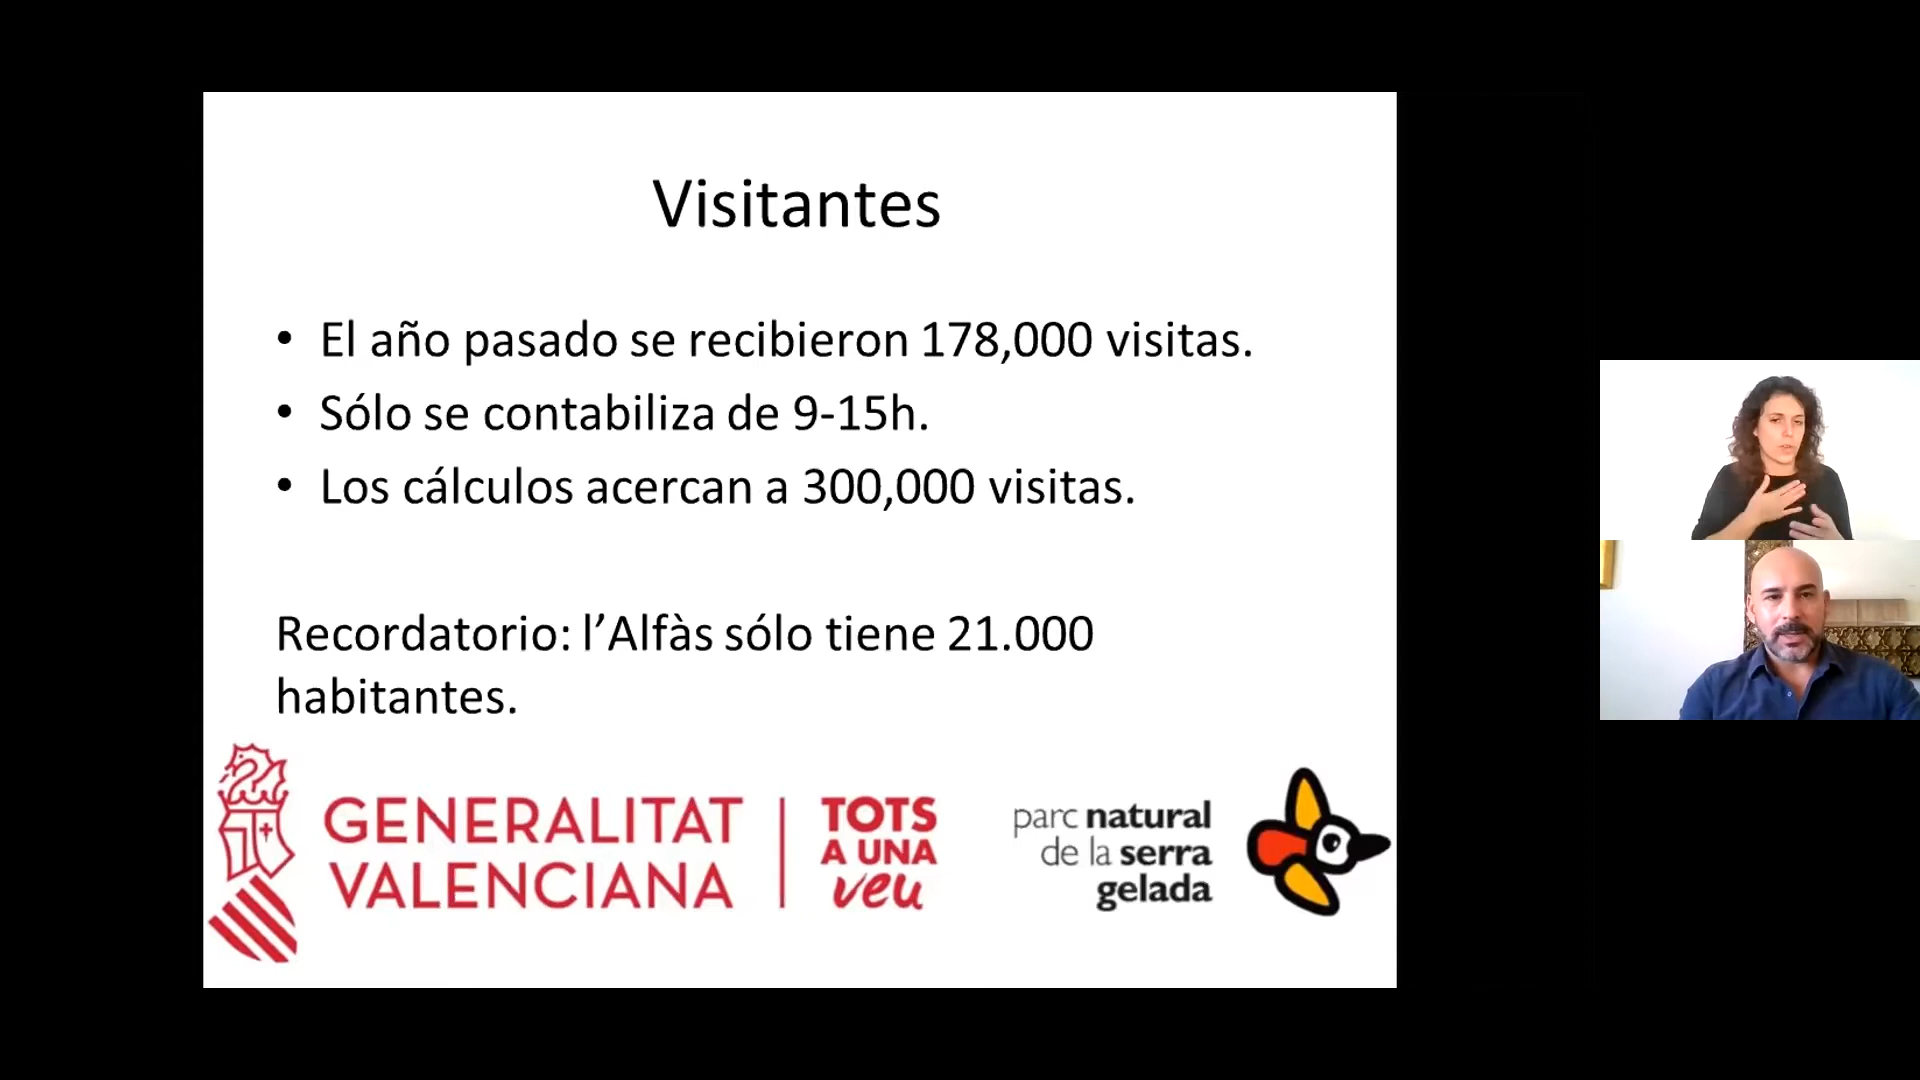 Visitantes
• El año pasado se recibieron 178,000 visitas.
• Sólo se contabiliza de 9-15h.
• Los cálculos acercan a 300,000 visitas.
Recordatorio: l’Alfàs sólo tiene 21.000
habitantes.
GENERALITAT
VALENCIANA
TOTS
A UNA
veu
parc natural
de la serra
gelada